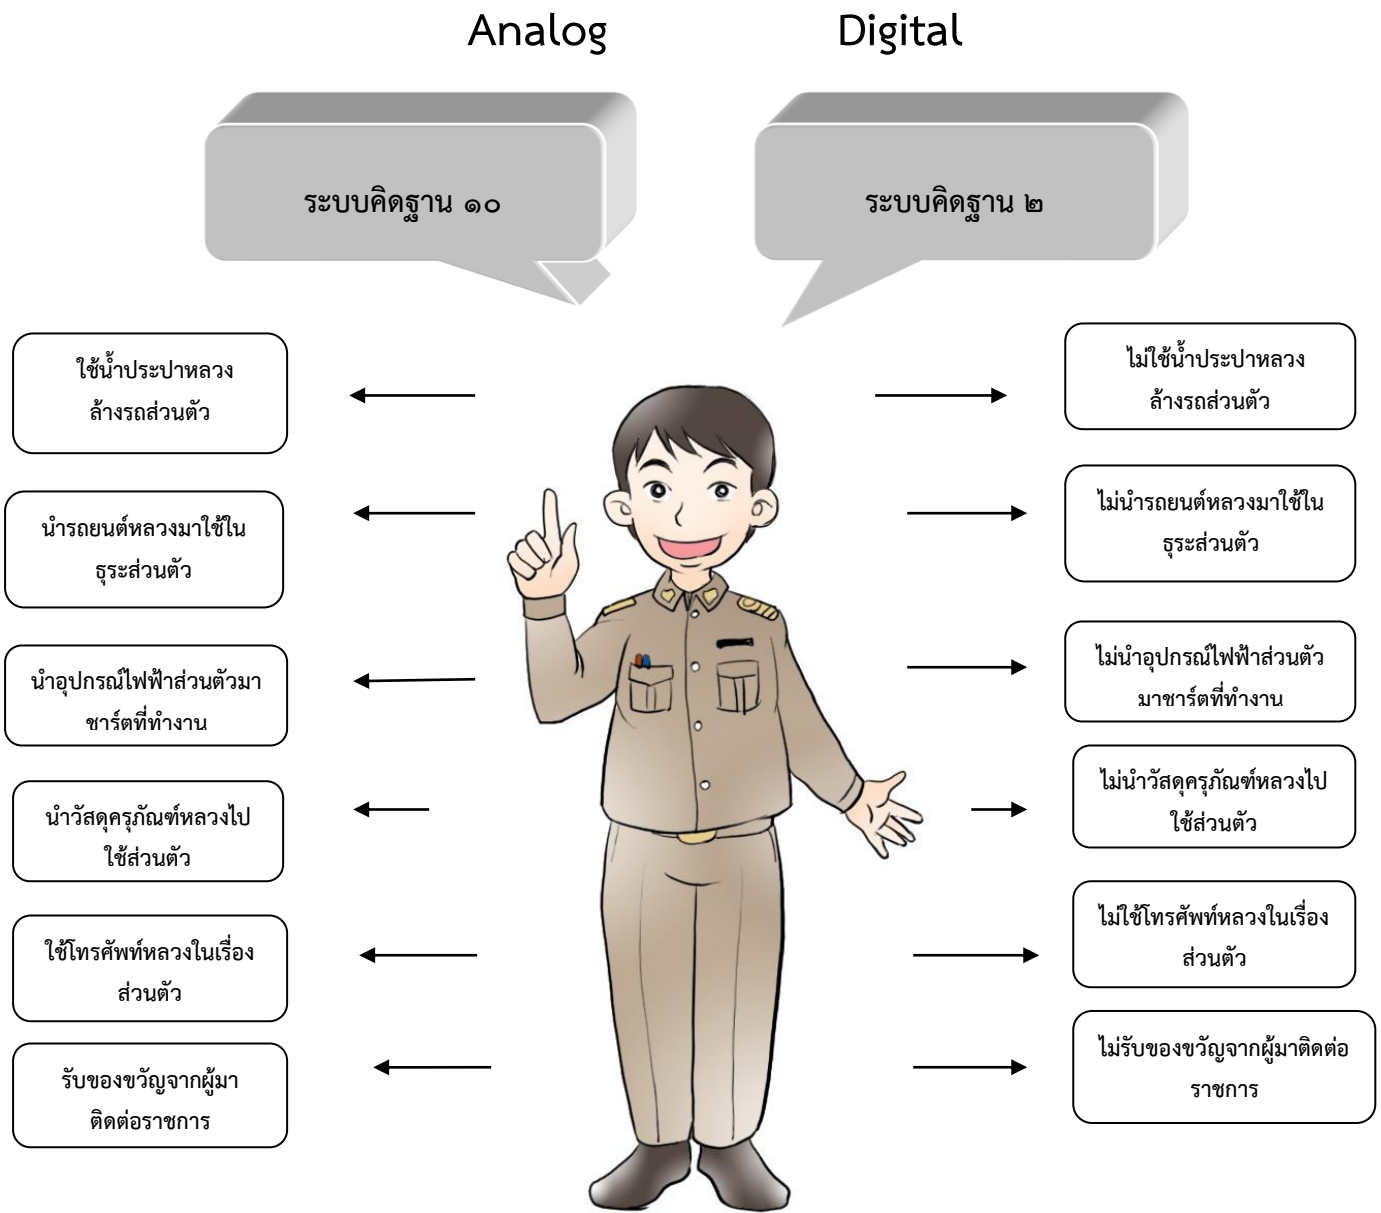 Analog
Digital
ระบบคิดฐาน ๑๐
ระบบคิดฐาน ๒
ใช้น้ำประปาหลวง
ล้างรถส่วนตัว
นำรถยนต์หลวงมาใช้ใน
ธุระส่วนตัว
นำอุปกรณ์ไฟฟ้าส่วนตัวมา
ชาร์ตที่ทำงาน
นำวัสดุครุภัณฑ์หลวงไป
ใช้ส่วนตัว
ใช้โทรศัพท์หลวงในเรื่อง
ส่วนตัว
รับของขวัญจากผู้มา
ติดต่อราชการ
ไม่ใช้น้ำประปาหลวง
ล้างรถส่วนตัว
ไม่นำรถยนต์หลวงมาใช้ใน
ธุระส่วนตัว
ไม่นำอุปกรณ์ไฟฟ้าส่วนตัว
มาชาร์ตที่ทำงาน
ไม่นำวัสดุครุภัณฑ์หลวงไป
ใช้ส่วนตัว
ไม่ใช้โทรศัพท์หลวงในเรื่อง
ส่วนตัว
ไม่รับของขวัญจากผู้มาติดต่อ
ราชการ